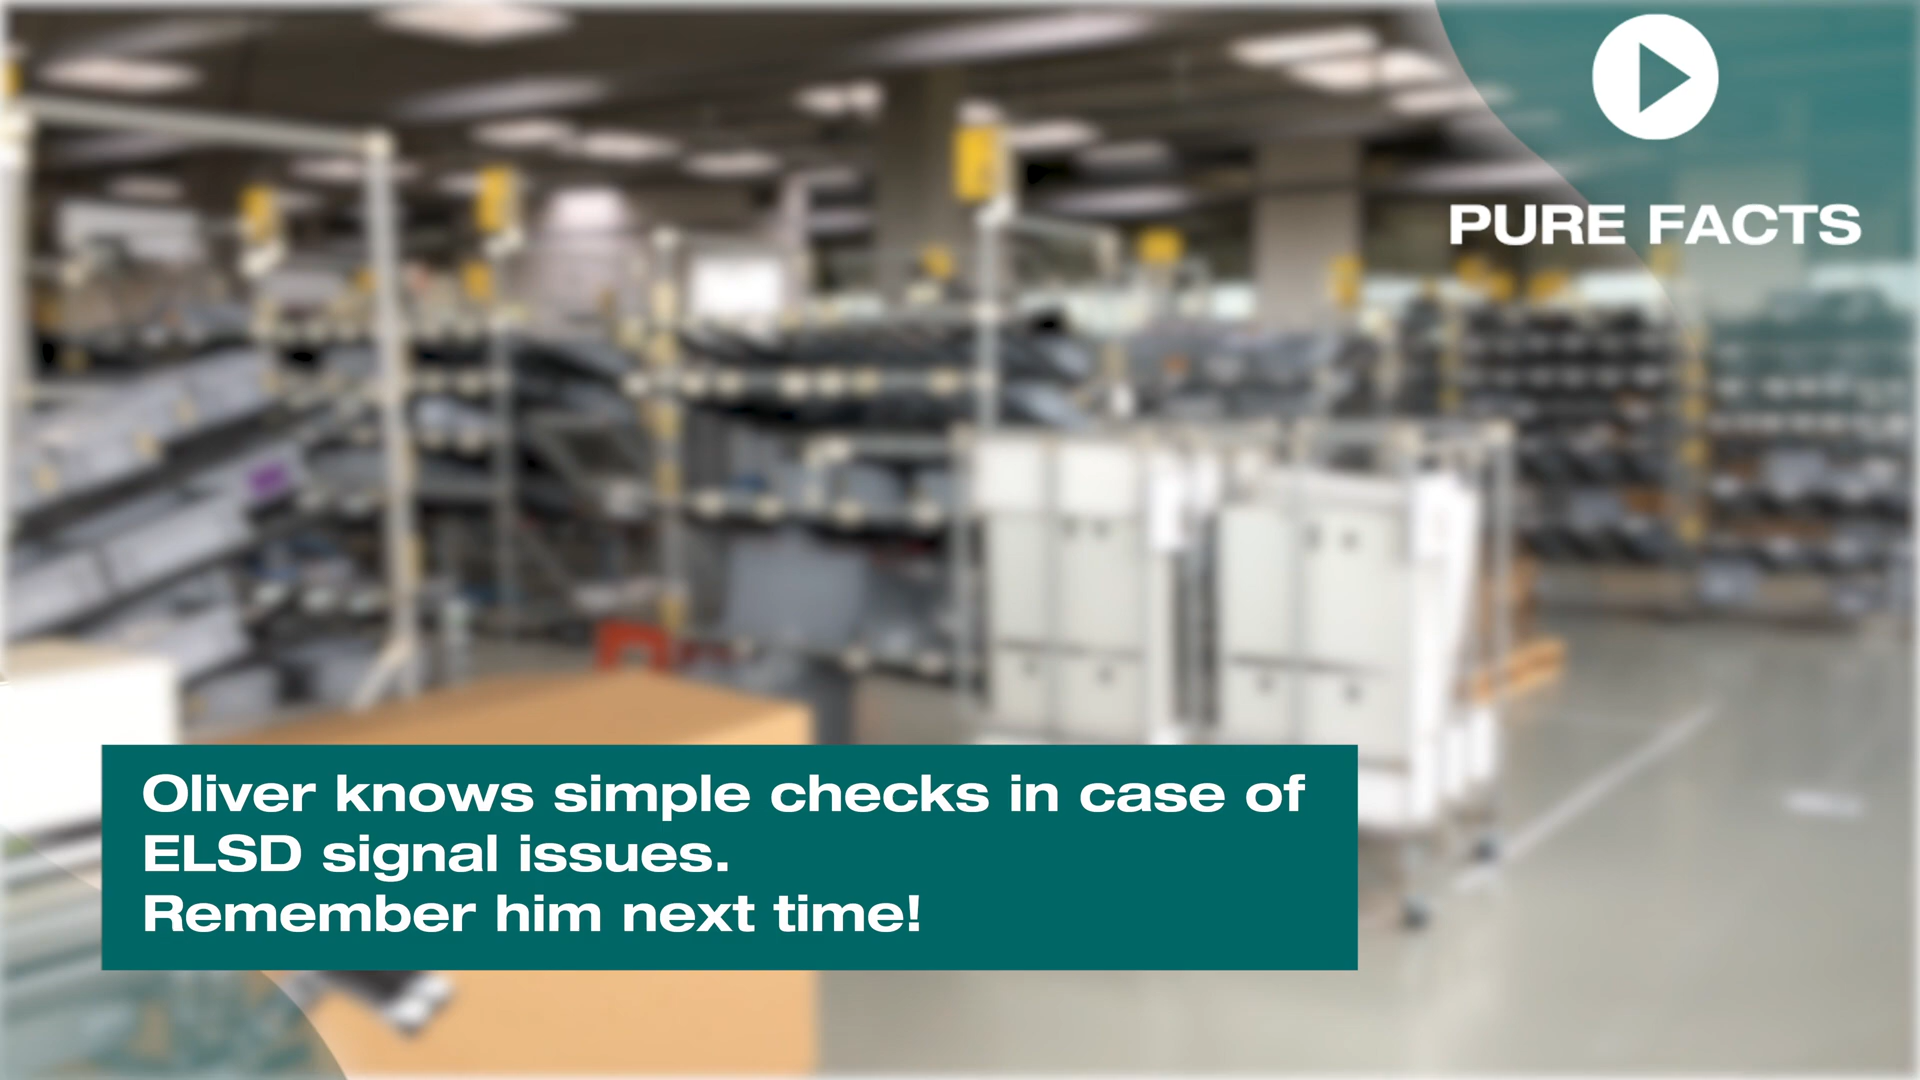 PURE FACTS
Oliver knows simple checks in case of
ELSD signal issues.
Remember him next time!